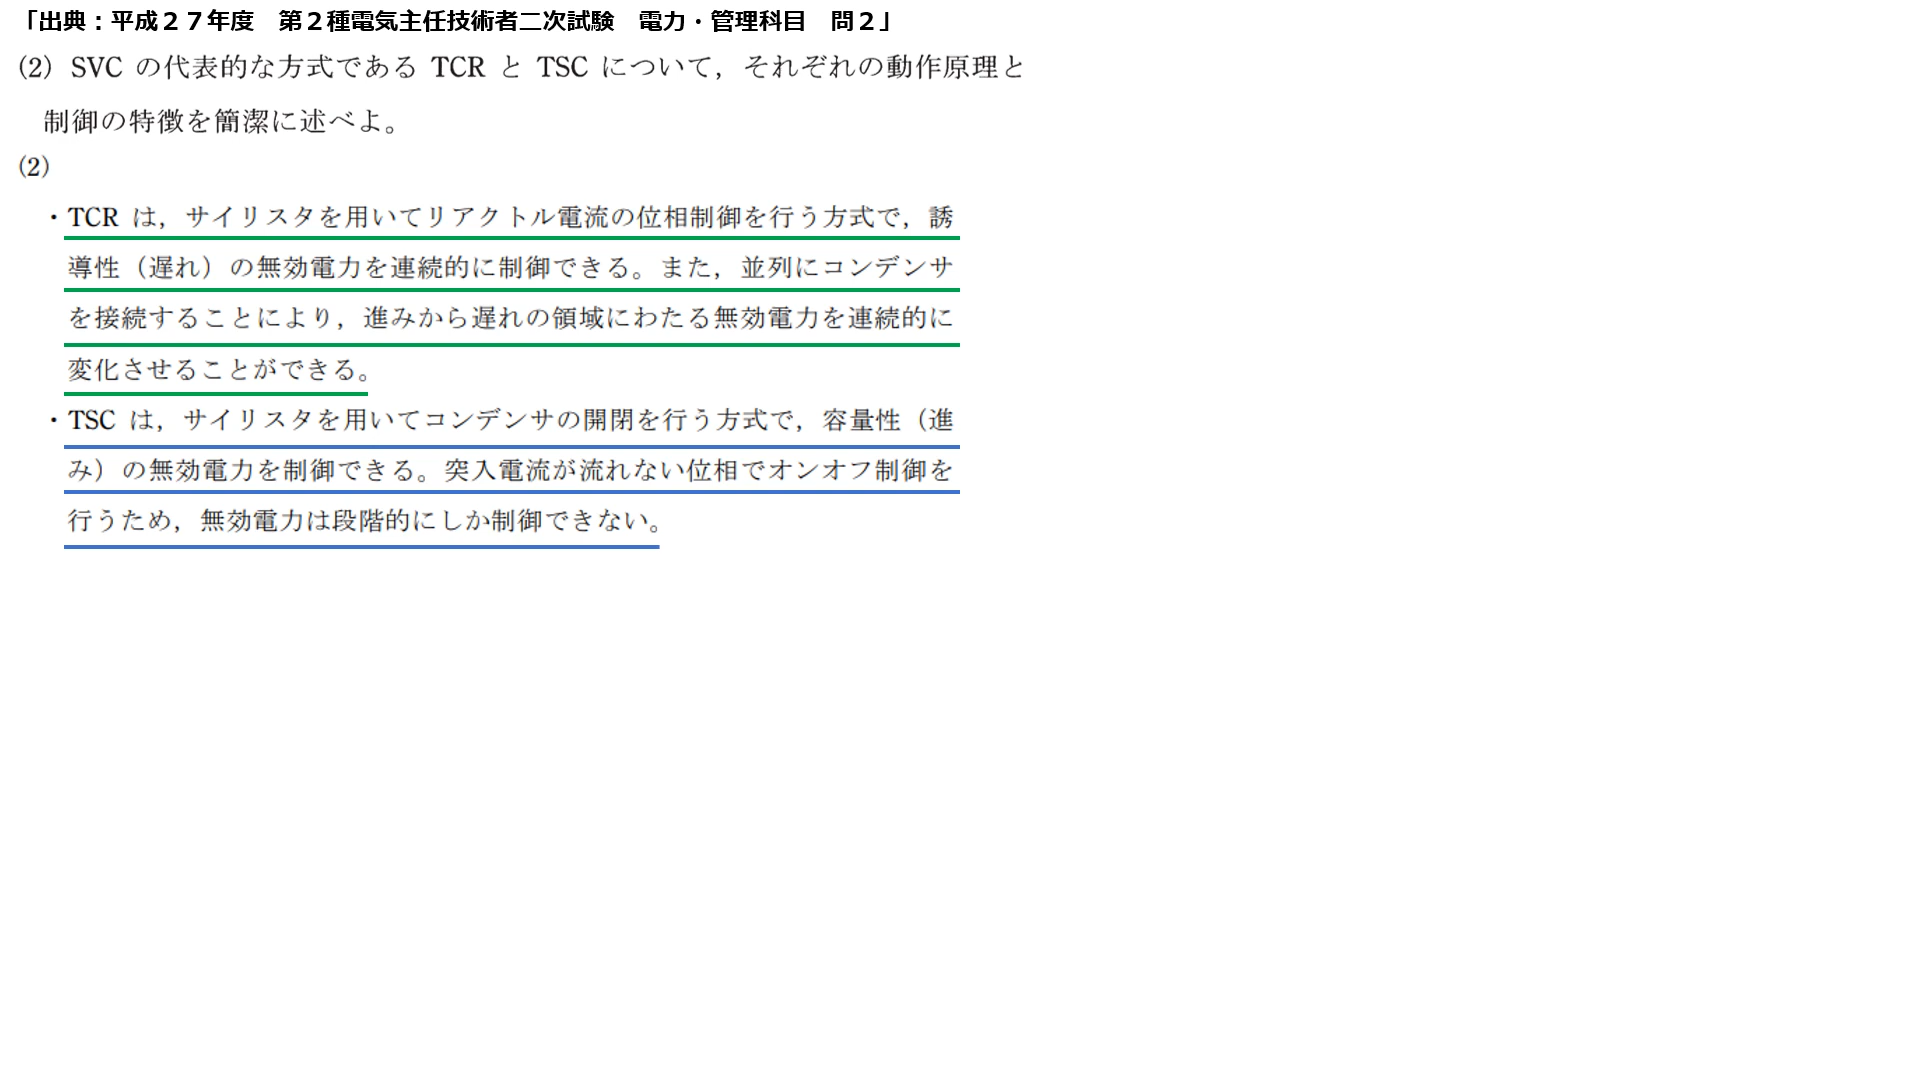 「出典：平成２７年度　第２種電気主任技術者二次試験　電力・管理科目　問２」
(2) SVC の代表的な方式である TCR と TSC について，それぞれの動作原理と
制御の特徴を簡潔に述べよ。
(2)
・TCR は，サイリスタを用いてリアクトル電流の位相制御を行う方式で，誘
導性（遅れ）の無効電力を連続的に制御できる。また，並列にコンデンサ
を接続することにより，進みから遅れの領域にわたる無効電力を連続的に
変化させることができる。
・TSC は，サイリスタを用いてコンデンサの開閉を行う方式で，容量性（進
み）の無効電力を制御できる。突入電流が流れない位相でオンオフ制御を
行うため，無効電力は段階的にしか制御できない。